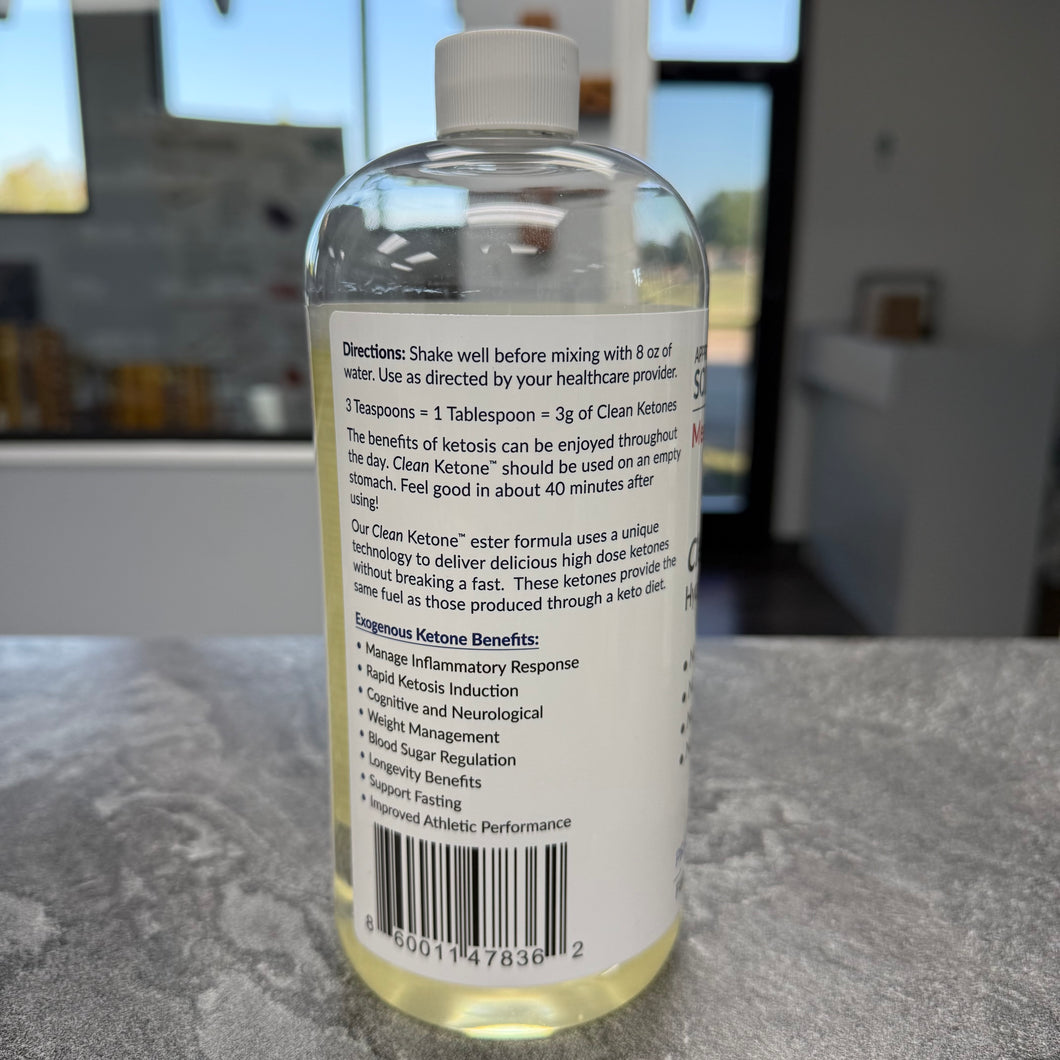 Directions: Shake well before mixing with 8 oz of
water. Use as directed by your healthcare provider.
3 Teaspoons = 1 Tablespoon = 3g of Clean Ketones
The benefits of ketosis can be enjoyed throughout
the day. Clean Ketone™ should be used on an empty
stomach. Feel good in about 40 minutes after
using!
Our Clean Ketone™ ester formula uses a unique
technology to deliver delicious high dose ketones
without breaking a fast. These ketones provide the
same fuel as those produced through a keto diet.
Exogenous Ketone Benefits:
• Manage Inflammatory Response
• Rapid Ketosis Induction
• Cognitive and Neurological
• Weight Management
• Blood Sugar Regulation
• Longevity Benefits
• Support Fasting
• Improved Athletic Performance
8 60011 47836 2